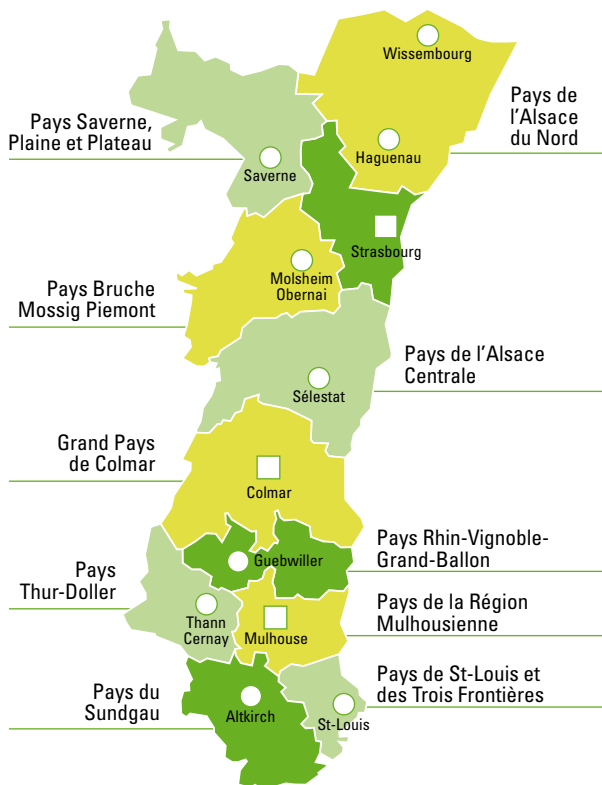 Wissembourg
Pays de
l'Alsace
du Nord
Pays Saverne,
Plaine et Plateau
Haguenau
Saverne
Strasbourg
Molsheim
Obernai
Pays Bruche
Mossig Piemont
Pays de l'Alsace
Centrale
Sélestat
Grand Pays
de Colmar
Colmar
Pays Rhin-Vignoble-
Grand-Ballon
Guebwiller
Pays
Thur-Doller
Pays de la Région
Mulhousienne
Thann
Cernay
Mulhouse
Pays de St-Louis et
des Trois Frontières
Pays du
Sundgau
Altkirch
St-Louis